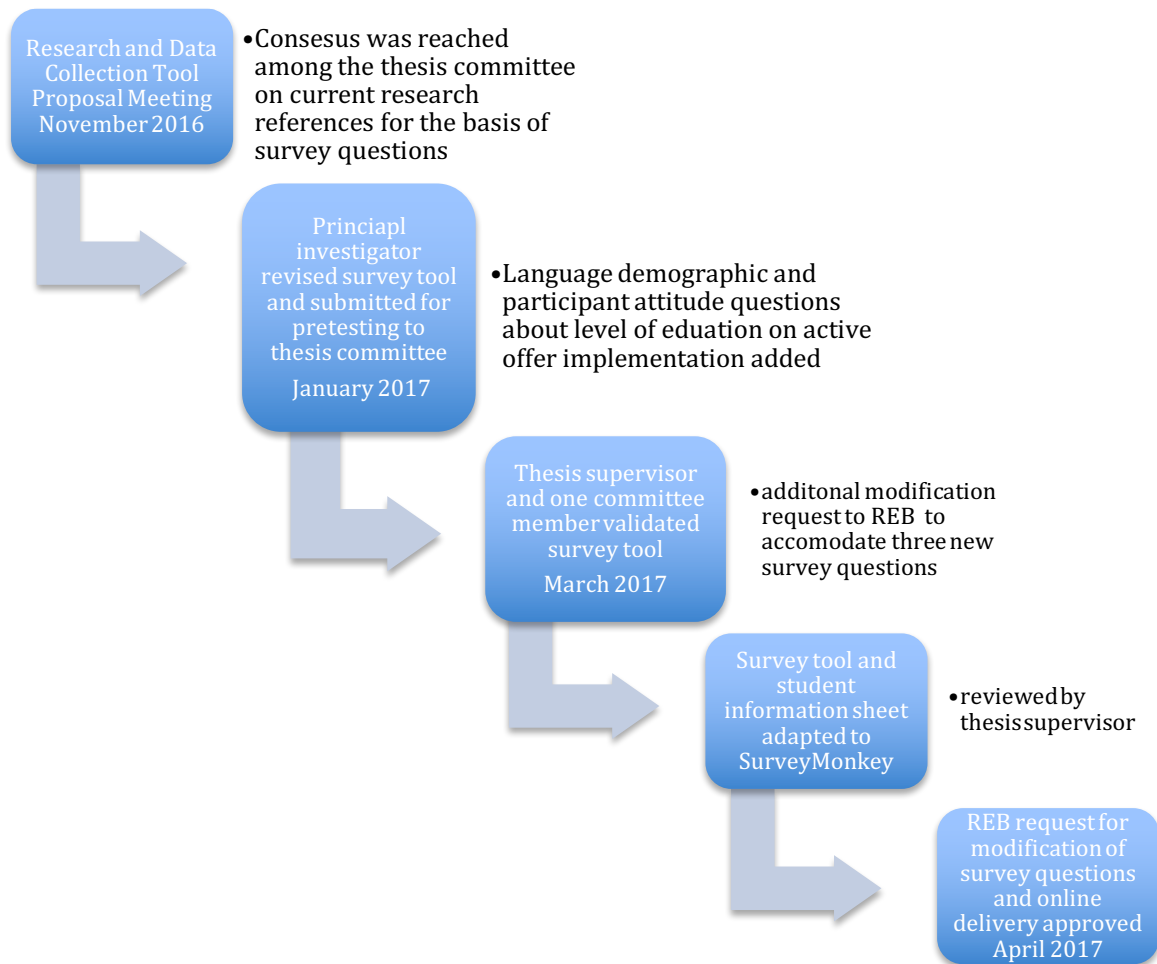 Research and Data
Collection Tool
Proposal Meeting
November 2016
•Consesus was reached
among the thesis committee
on current research
references for the basis of
survey questions
Princiapl
investigator
revised survey tool
and submitted for
pretesting to
thesis committee
January 2017
•Language demographic and
participant attitude questions
about level of eduation on active
offer implementation added
Thesis supervisor
and one committee
member validated
survey tool
March 2017
•additonal modification
request to REB to
accomodate three new
survey questions
Survey tool and
student
information sheet
adapted to
SurveyMonkey
•reviewed by
thesis supervisor
REB request for
modification of
survey questions
and online
delivery approved
April 2017